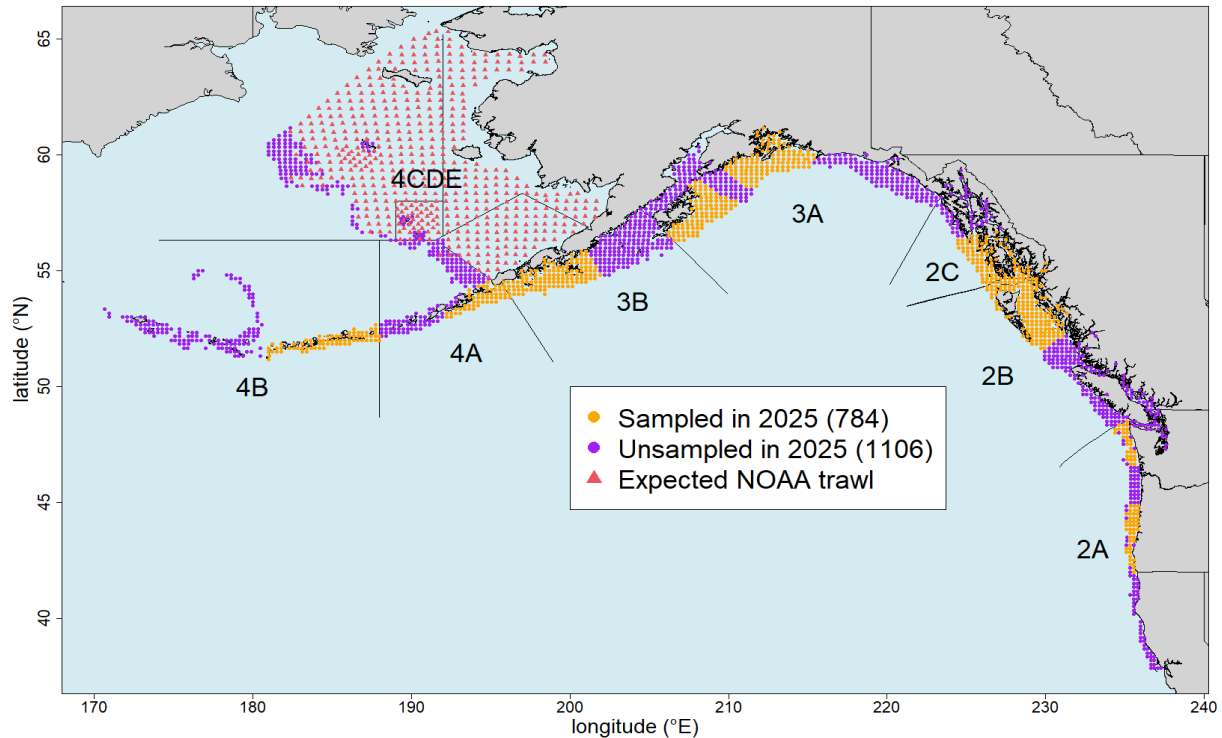 65
60
55
50
45
40
latitude (°N)
4CDE
3A
2C
3B
4A
4B
2B
2A
Sampled in 2025 (784)
Unsampled in 2025 (1106)
Expected NOAA trawl
170 180 190 200 210 220 230 240
longitude (°E)